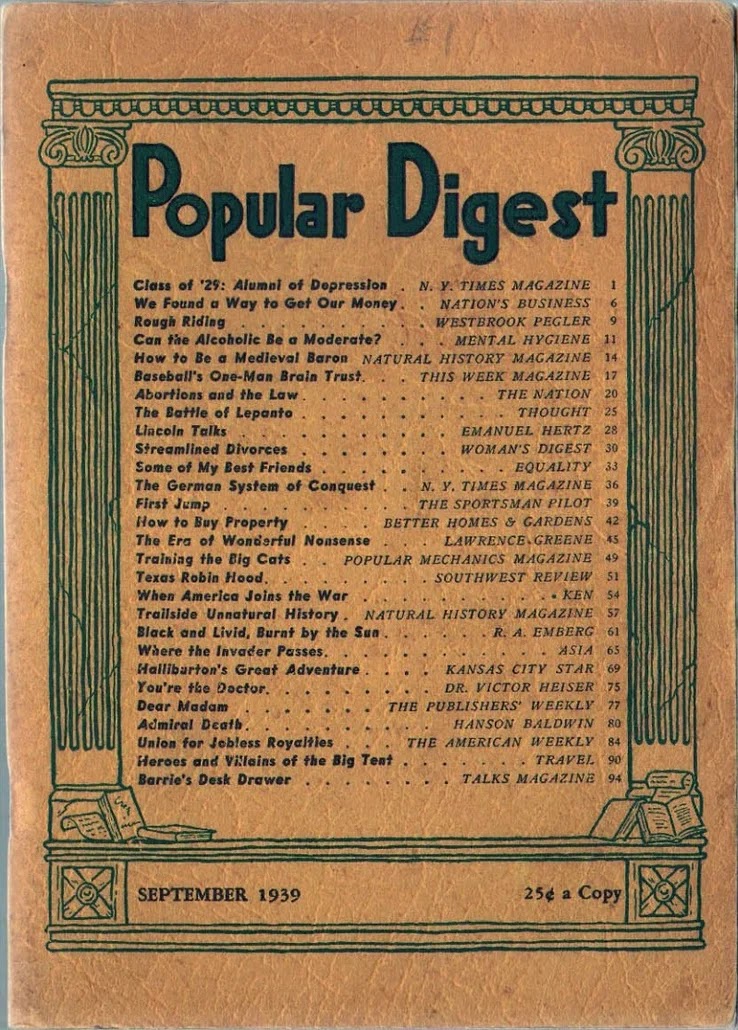 #1
Popular Digest
Class of '29: Alumni of Depression . N. Y. TIMES MAGAZINE 1
We Found a Way to Get Our Money . . NATION'S BUSINESS 6
Rough Riding . . . . . . . . . . WESTBROOK PEGLER 9
Can the Alcoholic Be a Moderate? . . . MENTAL HYGIENE 11
How to Be a Medieval Baron NATURAL HISTORY MAGAZINE 14
Baseball's One-Man Brain Trust. . . THIS WEEK MAGAZINE 17
Abortions and the Law . . . . . . . . . . THE NATION 20
The Battle of Lepanto . . . . . . . . . . . THOUGHT 25
Lincoln Talks . . . . . . . . . . EMANUEL HERTZ 28
Streamlined Divorces . . . . . . . . WOMAN'S DIGEST 30
Some of My Best Friends . . . . . . . . . . EQUALITY 33
The German System of Conquest . . N. Y. TIMES MAGAZINE 36
First Jump . . . . . . . . . THE SPORTSMAN PILOT 39
How to Buy Property . . . . BETTER HOMES & GARDENS 42
The Era of Wonderful Nonsense . . . LAWRENCE GREENE 45
Training the Big Cats . . POPULAR MECHANICS MAGAZINE 49
Texas Robin Hood. . . . . . . . . SOUTHWEST REVIEW 51
When America Joins the War . . . . . . . . . . KEN 54
Trailside Unnatural History . NATURAL HISTORY MAGAZINE 57
Black and Livid, Burnt by the Sun . . . . . . R. A. EMBERG 61
Where the Invader Passes. . . . . . . . . . . . ASIA 65
Halliburton's Great Adventure . . . . KANSAS CITY STAR 69
You're the Doctor. . . . . . . . . DR. VICTOR HEISER 75
Dear Madam . . . . . . . THE PUBLISHERS' WEEKLY 77
Admiral Death. . . . . . . . . . HANSON BALDWIN 80
Union for Jobless Royalties . . . THE AMERICAN WEEKLY 84
Heroes and Villains of the Big Tent . . . . . . . TRAVEL 90
Barrie's Desk Drawer . . . . . . . . TALKS MAGAZINE 94
SEPTEMBER 1939
25¢ a Copy